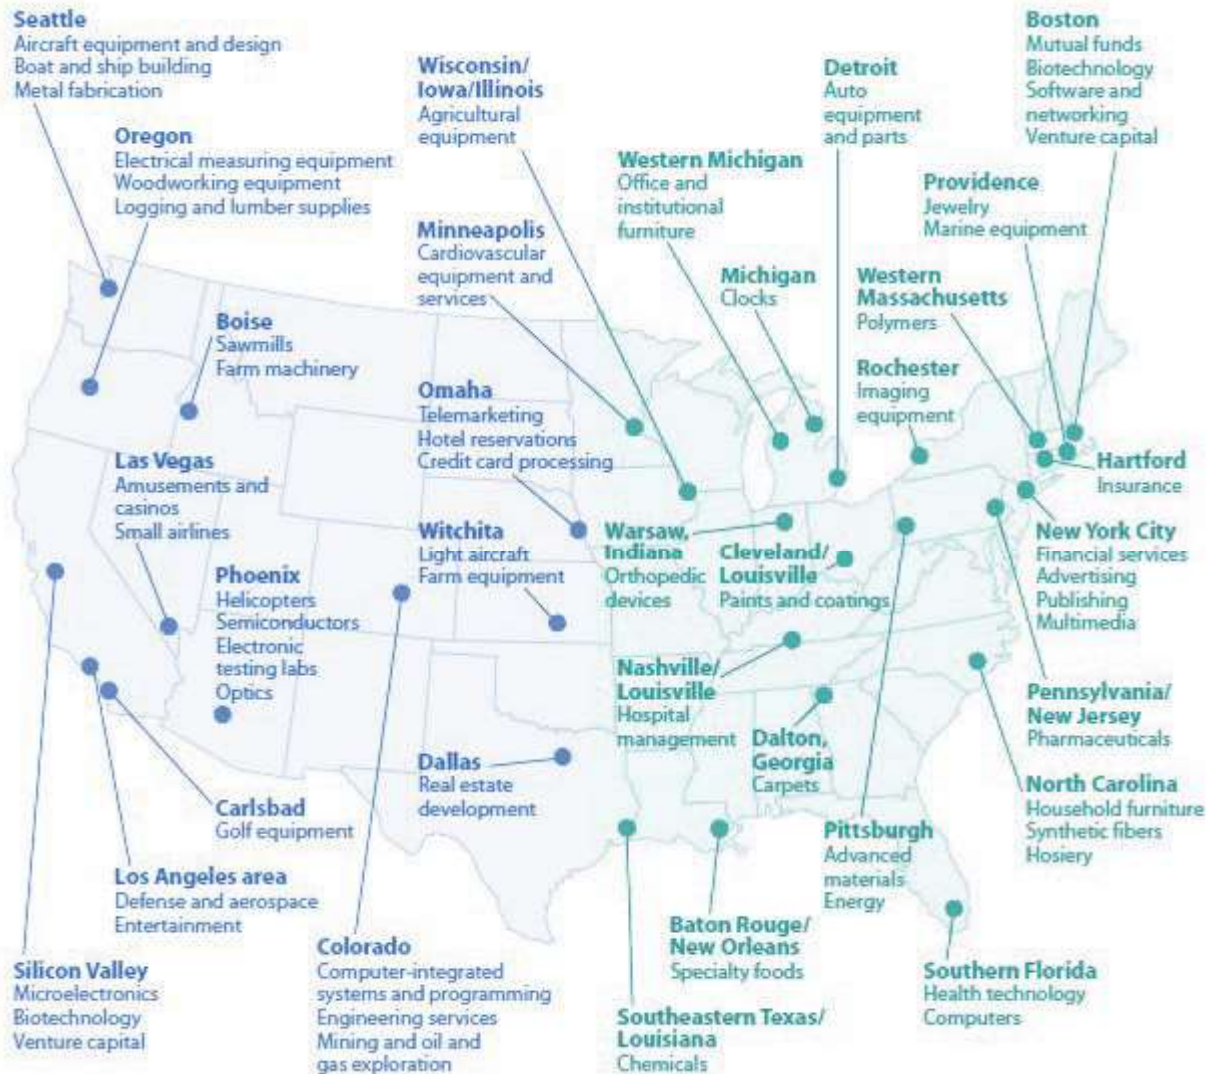 Seattle
Aircraft equipment and design
Boat and ship building
Metal fabrication
Oregon
Electrical measuring equipment
Woodworking equipment
Logging and lumber supplies
Wisconsin/
Iowa/Illinois
Agricultural
equipment
Detroit
Auto
equipment
and parts
Boston
Mutual funds
Biotechnology
Software and
networking
Venture capital
Western Michigan
Office and
institutional
furniture
Providence
Jewelry
Marine equipment
Minneapolis
Cardiovascular
equipment and
services
Michigan
Clocks
Western
Massachusetts
Polymers
Boise
Sawmills
Farm machinery
Rochester
Imaging
equipment
Omaha
Telemarketing
Hotel reservations
Credit card processing
Las Vegas
Amusements and
casinos
Small airlines
Hartford
Insurance
Witchita
Light aircraft
Farm equipment
Warsaw,
Indiana
Orthopedic
devices
Cleveland/
Louisville
Paints and coatings
New York City
Financial services
Advertising
Publishing
Multimedia
Phoenix
Helicopters
Semiconductors
Electronic
testing labs
Optics
Nashville/
Louisville
Hospital
management
Pennsylvania/
New Jersey
Pharmaceuticals
Dallas
Real estate
development
Dalton,
Georgia
Carpets
North Carolina
Household furniture
Synthetic fibers
Hosiery
Carlsbad
Golf equipment
Pittsburgh
Advanced
materials
Energy
Los Angeles area
Defense and aerospace
Entertainment
Baton Rouge/
New Orleans
Specialty foods
Colorado
Computer-integrated
systems and programming
Engineering services
Mining and oil and
gas exploration
Silicon Valley
Microelectronics
Biotechnology
Venture capital
Southern Florida
Health technology
Computers
Southeastern Texas/
Louisiana
Chemicals